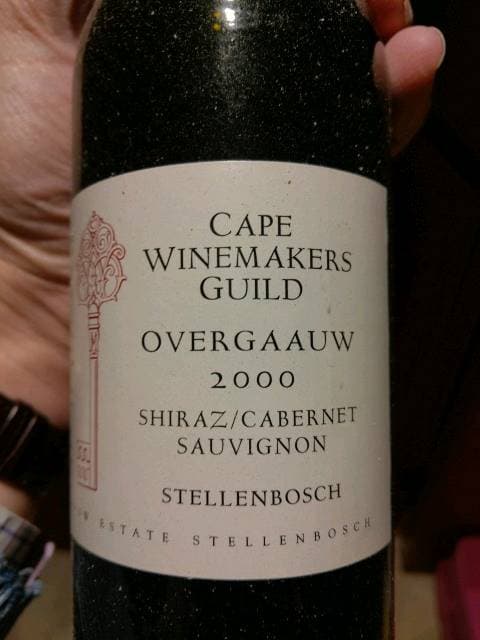 CAPE
WINEMAKERS
GUILD
OVERGAAUW
2000
SHIRAZ/CABERNET
SAUVIGNON
STELLENBOSCH
ESTATE STELLENBOSCH